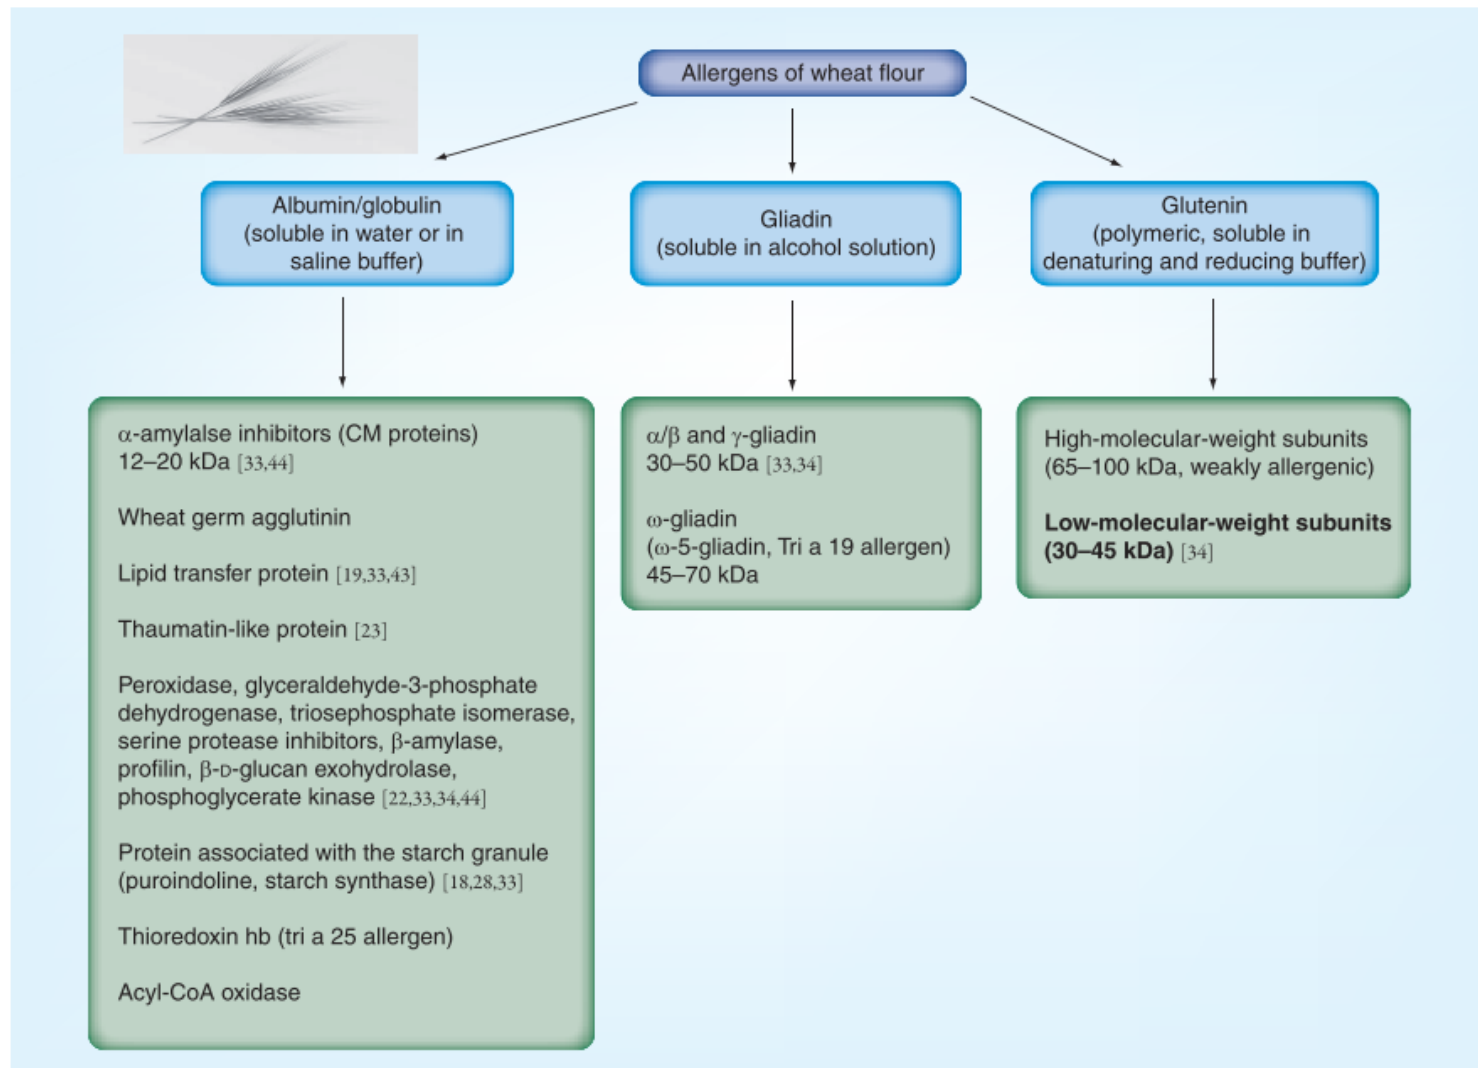 Allergens of wheat flour
Albumin/globulin
(soluble in water or in
saline buffer)
Gliadin
(soluble in alcohol solution)
Glutenin
(polymeric, soluble in
denaturing and reducing buffer)
α-amylalse inhibitors (CM proteins)
12–20 kDa [33,44]
Wheat germ agglutinin
Lipid transfer protein [19,33,43]
Thaumatin-like protein [23]
Peroxidase, glyceraldehyde-3-phosphate
dehydrogenase, triosephosphate isomerase,
serine protease inhibitors, β-amylase,
profilin, β-D-glucan exohydrolase,
phosphoglycerate kinase [22,33,34,44]
Protein associated with the starch granule
(puroindoline, starch synthase) [18,28,33]
Thioredoxin hb (tri a 25 allergen)
Acyl-CoA oxidase
α/β and γ-gliadin
30–50 kDa [33,34]
ω-gliadin
(ω-5-gliadin, Tri a 19 allergen)
45–70 kDa
High-molecular-weight subunits
(65–100 kDa, weakly allergenic)
Low-molecular-weight subunits
(30–45 kDa) [34]